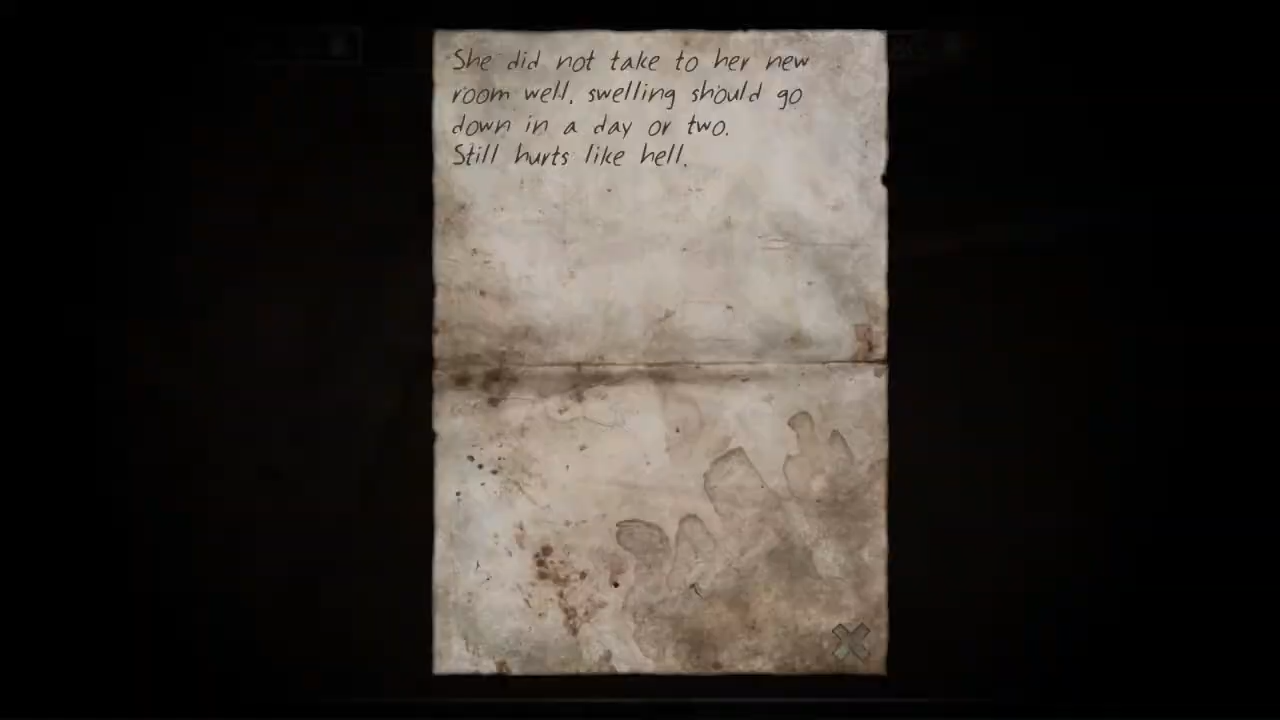 She did not take to her new
room well, swelling should go
down in a day or two.
Still hurts like hell.